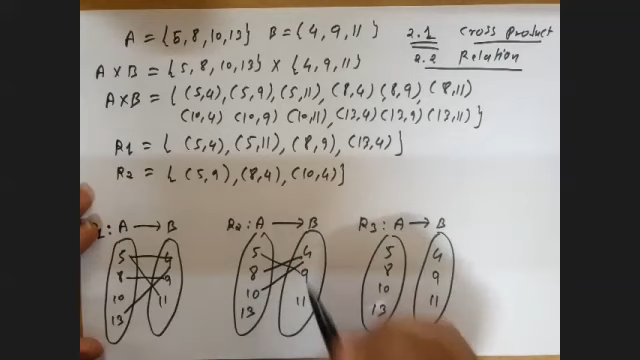 A = {5,8,10,13} B = {4,9,11}
2.1 Cross product
2.2 Relation
A X B = {5,8,10,13} X {4,9,11}
A X B = {(5,4),(5,9),(5,11),(8,4),(8,9),(8,11)
(10,4) (10,9) (10,11),(13,4)(13,9)(13,11)}
R1 = {(5,4),(5,11),(8,9),(13,4)}
R2 = {(5,9),(8,4),(10,4)}
1: A → B
5 4
8 9
10 11
13
R2: A → B
5 4
8 9
10 11
13
R3: A → B
5 4
8 9
10 11
13